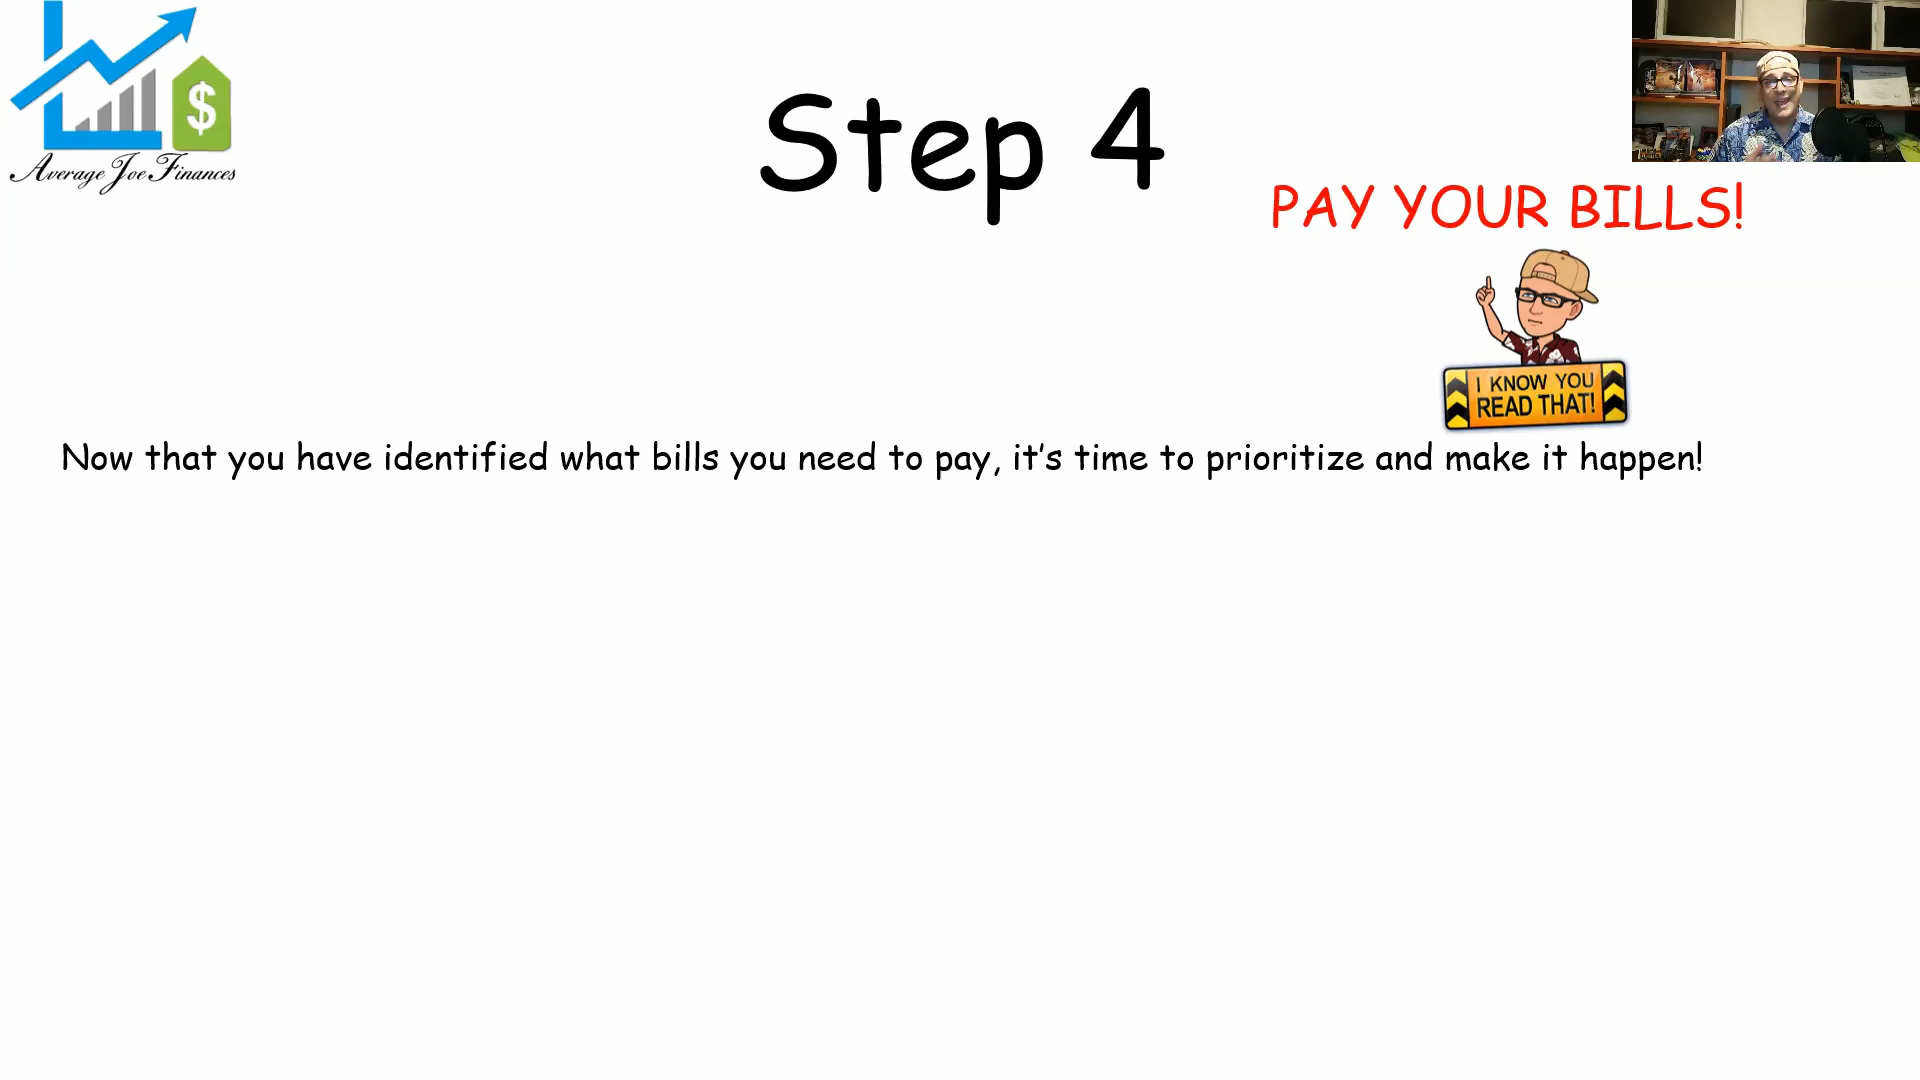 Average Joe Finances
$
Step 4
PAY YOUR BILLS!
I KNOW YOU
READ THAT!
Now that you have identified what bills you need to pay, it's time to prioritize and make it happen!